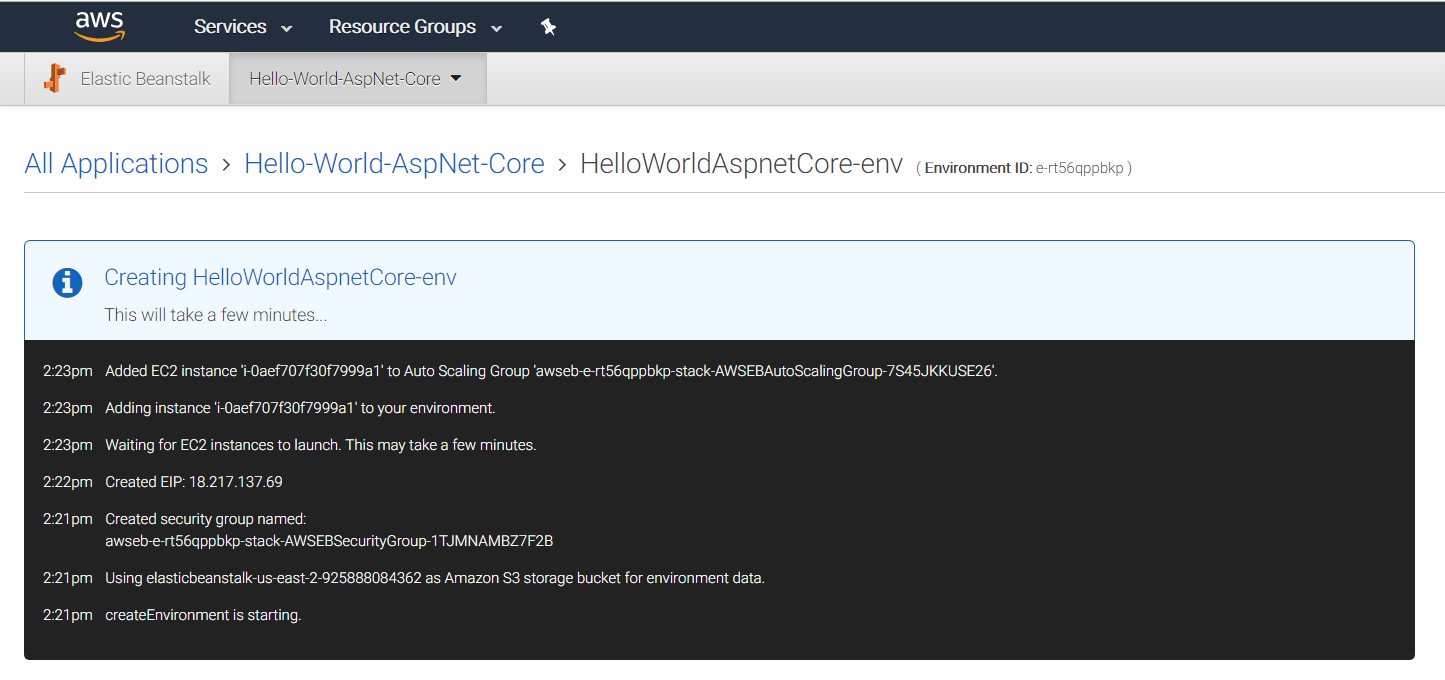 aws Services Resource Groups
Elastic Beanstalk Hello-World-AspNet-Core
All Applications › Hello-World-AspNet-Core › HelloWorldAspnetCore-env ( Environment ID: e-rt56qppbkp )
Creating HelloWorldAspnetCore-env
This will take a few minutes...
2:23pm Added EC2 instance 'i-0aef707f30f7999a1' to Auto Scaling Group 'awseb-e-rt56qppbkp-stack-AWSEBAutoScalingGroup-7S45JKKUSE26'.
2:23pm Adding instance 'i-0aef707f30f7999a1' to your environment.
2:23pm Waiting for EC2 instances to launch. This may take a few minutes.
2:22pm Created EIP: 18.217.137.69
2:21pm Created security group named:
awseb-e-rt56qppbkp-stack-AWSEBSecurityGroup-1TJMNAMBZ7F2B
2:21pm Using elasticbeanstalk-us-east-2-925888084362 as Amazon S3 storage bucket for environment data.
2:21pm createEnvironment is starting.